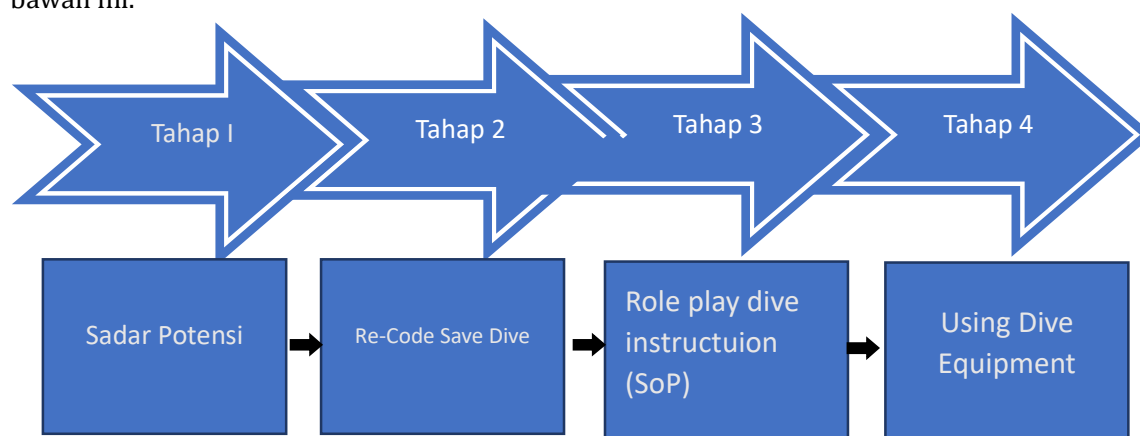 bawah ini.
Tahap I
Tahap 2
Tahap 3
Tahap 4
Sadar Potensi
Re-Code Save Dive
Role play dive
instructuion
(SoP)
Using Dive
Equipment